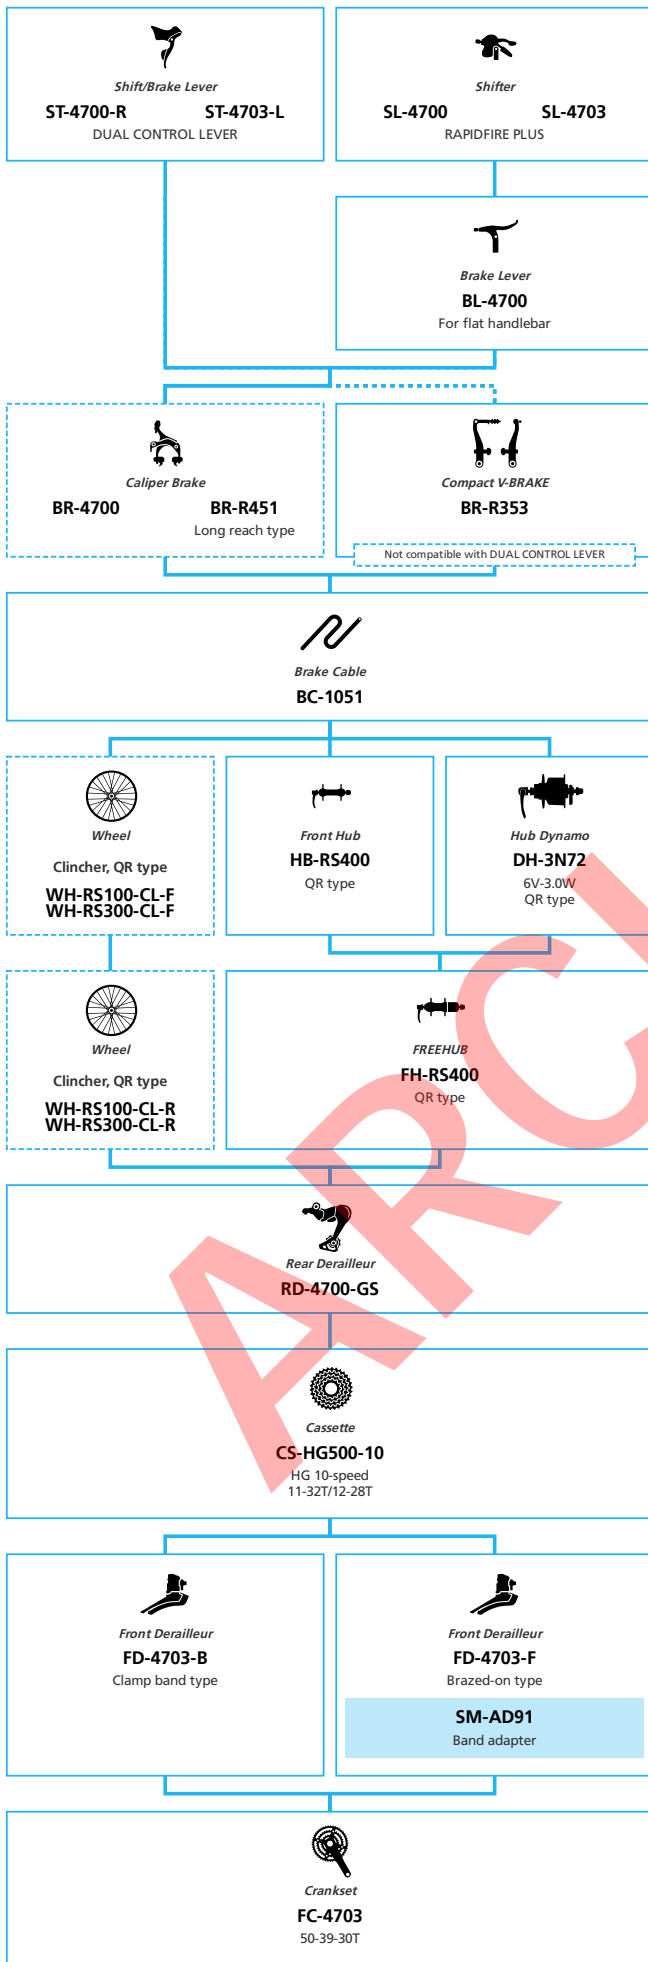 Shift/Brake Lever
ST-4700-R ST-4703-L
DUAL CONTROL LEVER
Shifter
SL-4700 SL-4703
RAPIDFIRE PLUS
Brake Lever
BL-4700
For flat handlebar
Caliper Brake
BR-4700 BR-R451
Long reach type
Compact V-BRAKE
BR-R353
Not compatible with DUAL CONTROL LEVER
Brake Cable
BC-1051
Wheel
Clincher, QR type
WH-RS100-CL-F
WH-RS300-CL-F
Front Hub
HB-RS400
QR type
Hub Dynamo
DH-3N72
6V-3.0W
QR type
Wheel
Clincher, QR type
WH-RS100-CL-R
WH-RS300-CL-R
FREEHUB
FH-RS400
QR type
Rear Derailleur
RD-4700-GS
Cassette
CS-HG500-10
HG 10-speed
11-32T/12-28T
Front Derailleur
FD-4703-B
Clamp band type
Front Derailleur
FD-4703-F
Brazed-on type
SM-AD91
Band adapter
Crankset
FC-4703
50-39-30T